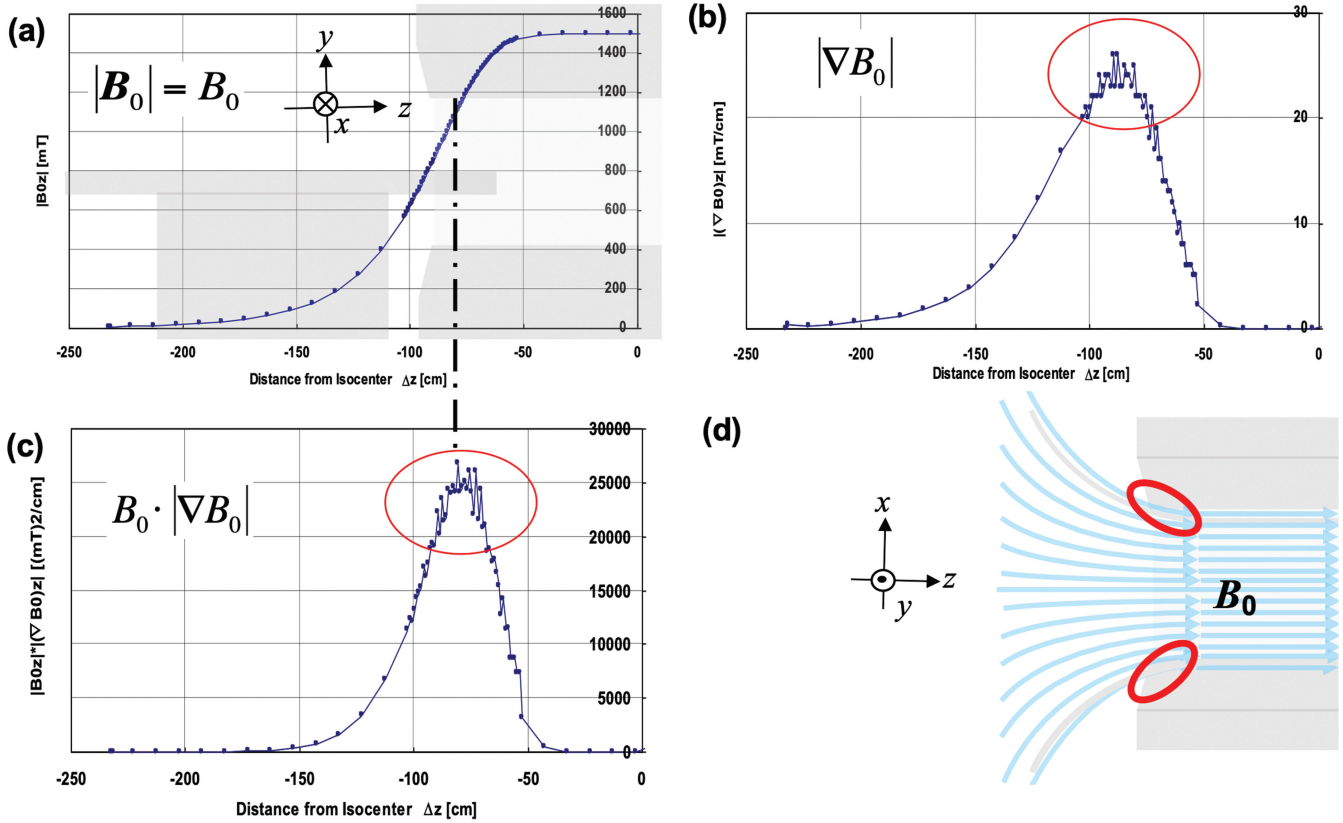 (a)
|B₀| = B₀
y
z
x
|B0z| [mT]
1600
1400
1200
1000
800
600
400
200
0
-250
-200
-150
-100
-50
0
Distance from Isocenter Δz [cm]
(b)
|∇B₀|
|(∇ B0)z| [mT/cm]
30
20
10
0
-250
-200
-150
-100
-50
0
Distance from Isocenter Δz [cm]
(c)
B₀ · |∇B₀|
|B0z|*|(∇ B0)z| [(mT)2/cm]
30000
25000
20000
15000
10000
5000
0
-250
-200
-150
-100
-50
0
Distance from Isocenter Δz [cm]
(d)
x
z
y
B₀